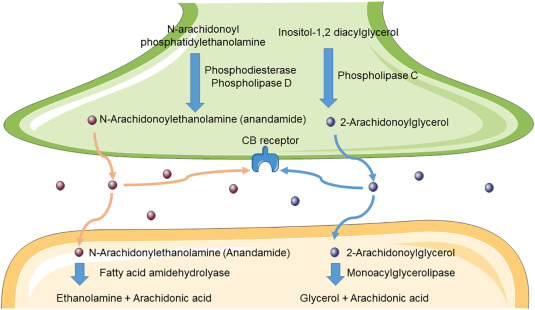 N-arachidonoyl
phosphatidylethanolamine
Inositol-1,2 diacylglycerol
Phosphodiesterase
Phospholipase D
Phospholipase C
N-Arachidonoylethanolamine (anandamide)
2-Arachidonoylglycerol
CB receptor
N-Arachidonylethanolamine (Anandamide)
2-Arachidonoylglycerol
Fatty acid amidehydrolyase
Monoacylglycerolipase
Ethanolamine + Arachidonic acid
Glycerol + Arachidonic acid